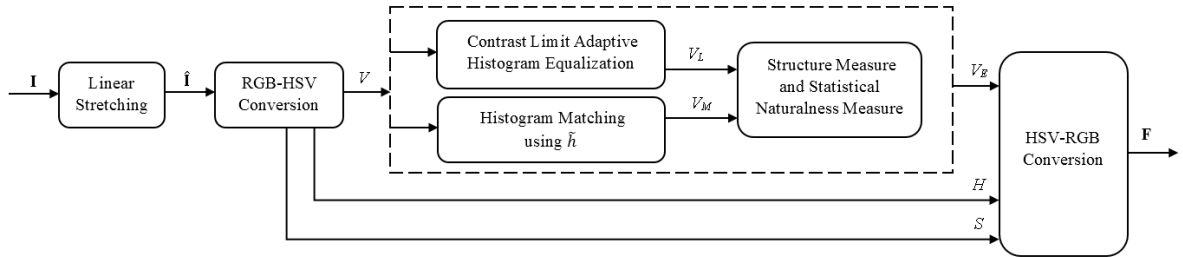 I
Linear
Stretching
Î
RGB-HSV
Conversion
V
Contrast Limit Adaptive
Histogram Equalization
V_L
Histogram Matching
using h̃
V_M
Structure Measure
and Statistical
Naturalness Measure
V_E
H
S
HSV-RGB
Conversion
F